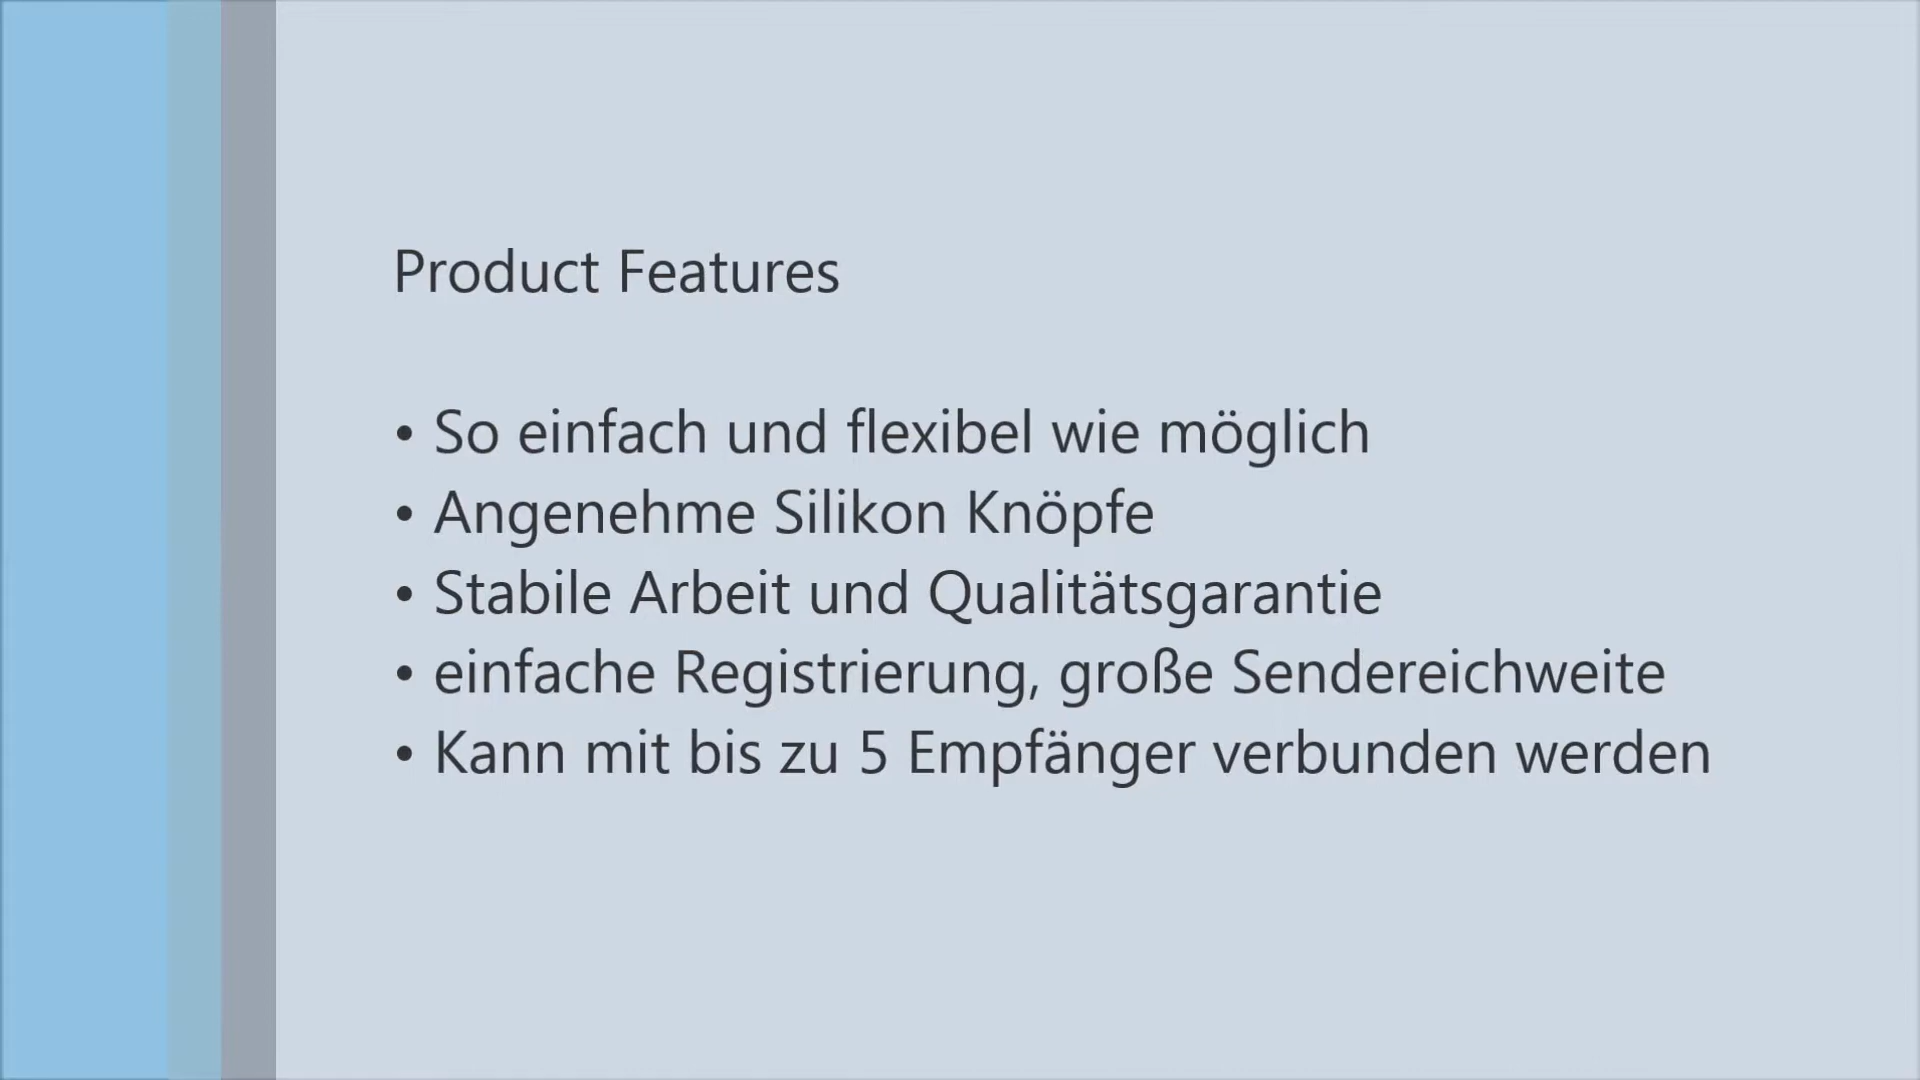 Product Features
• So einfach und flexibel wie möglich
• Angenehme Silikon Knöpfe
• Stabile Arbeit und Qualitätsgarantie
• einfache Registrierung, große Sendereichweite
• Kann mit bis zu 5 Empfänger verbunden werden